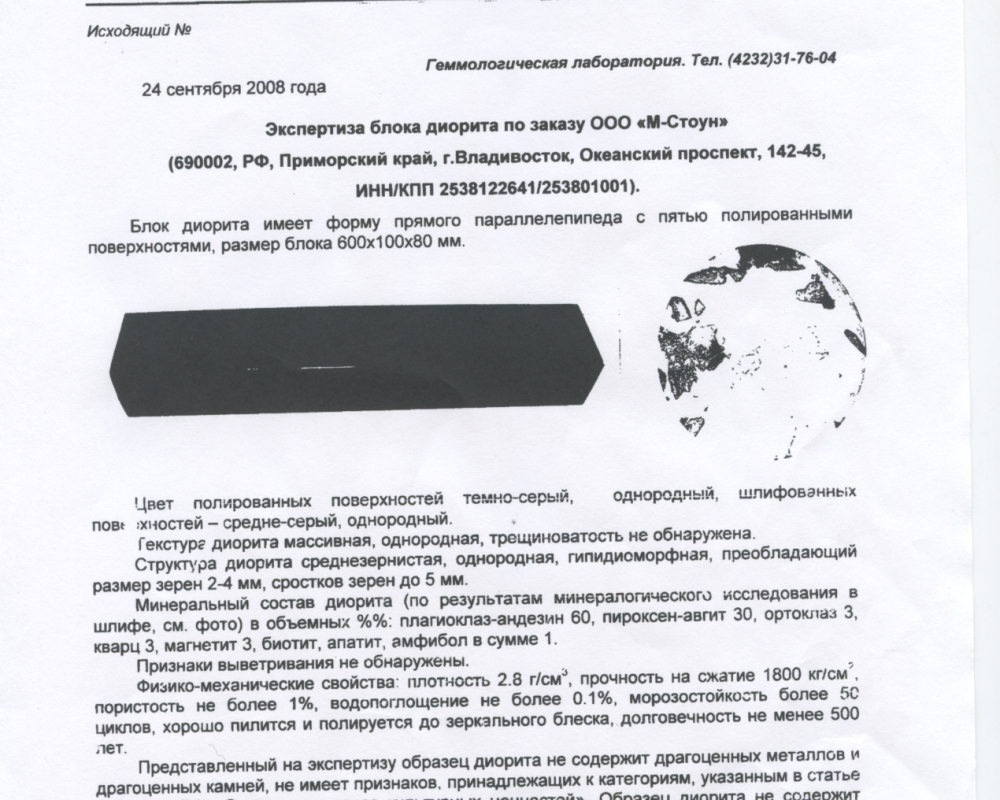 Исходящий №
Геммологическая лаборатория. Тел. (4232)31-76-04
24 сентября 2008 года
Экспертиза блока диорита по заказу ООО «М-Стоун»
(690002, РФ, Приморский край, г.Владивосток, Океанский проспект, 142-45,
ИНН/КПП 2538122641/253801001).
Блок диорита имеет форму прямого параллелепипеда с пятью полированными
поверхностями, размер блока 600х100х80 мм.
Цвет полированных поверхностей темно-серый, однородный, шлифованных
поверхностей – средне-серый, однородный.
Текстура диорита массивная, однородная, трещиноватость не обнаружена.
Структура диорита среднезернистая, однородная, гипидиоморфная, преобладающий
размер зерен 2-4 мм, сростков зерен до 5 мм.
Минеральный состав диорита (по результатам минералогического исследования в
шлифе, см. фото) в объемных %%: плагиоклаз-андезин 60, пироксен-авгит 30, ортоклаз 3,
кварц 3, магнетит 3, биотит, апатит, амфибол в сумме 1.
Признаки выветривания не обнаружены.
Физико-механические свойства: плотность 2.8 г/см³, прочность на сжатие 1800 кг/см²,
пористость не более 1%, водопоглощение не более 0.1%, морозостойкость более 50
циклов, хорошо пилится и полируется до зеркального блеска, долговечность не менее 500
лет.
Представленный на экспертизу образец диорита не содержит драгоценных металлов и
драгоценных камней, не имеет признаков, принадлежащих к категориям, указанным в статье
культурных ценностей». Образец диорита не содержит